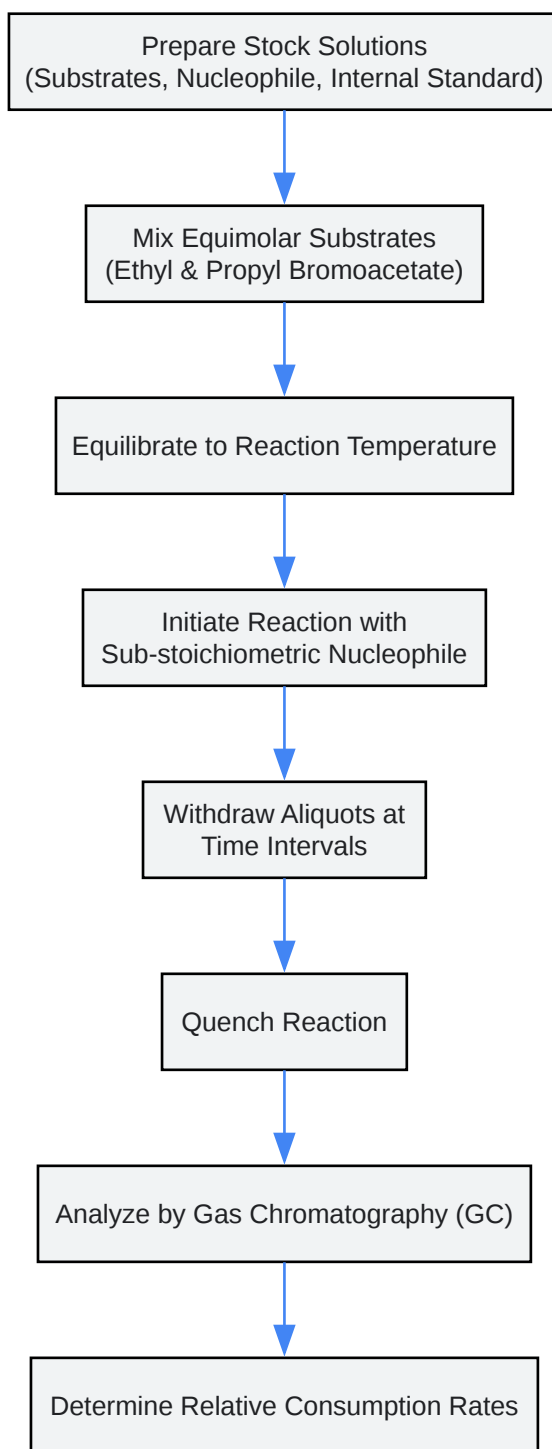 Prepare Stock Solutions
(Substrates, Nucleophile, Internal Standard)
Mix Equimolar Substrates
(Ethyl & Propyl Bromoacetate)
Equilibrate to Reaction Temperature
Initiate Reaction with
Sub-stoichiometric Nucleophile
Withdraw Aliquots at
Time Intervals
Quench Reaction
Analyze by Gas Chromatography (GC)
Determine Relative Consumption Rates